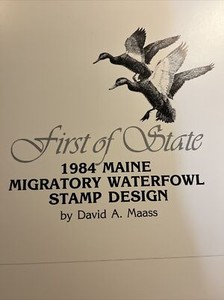 First of State
1984 MAINE
MIGRATORY WATERFOWL
STAMP DESIGN
by David A. Maass